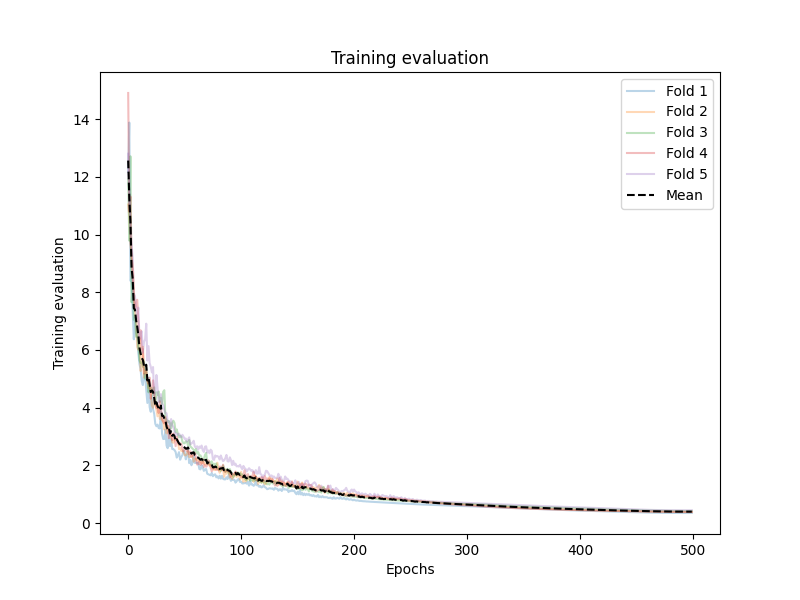 Training evaluation
Fold 1
Fold 2
Fold 3
Fold 4
Fold 5
Mean
Training evaluation
14
12
10
8
6
4
2
0
0 100 200 300 400 500
Epochs